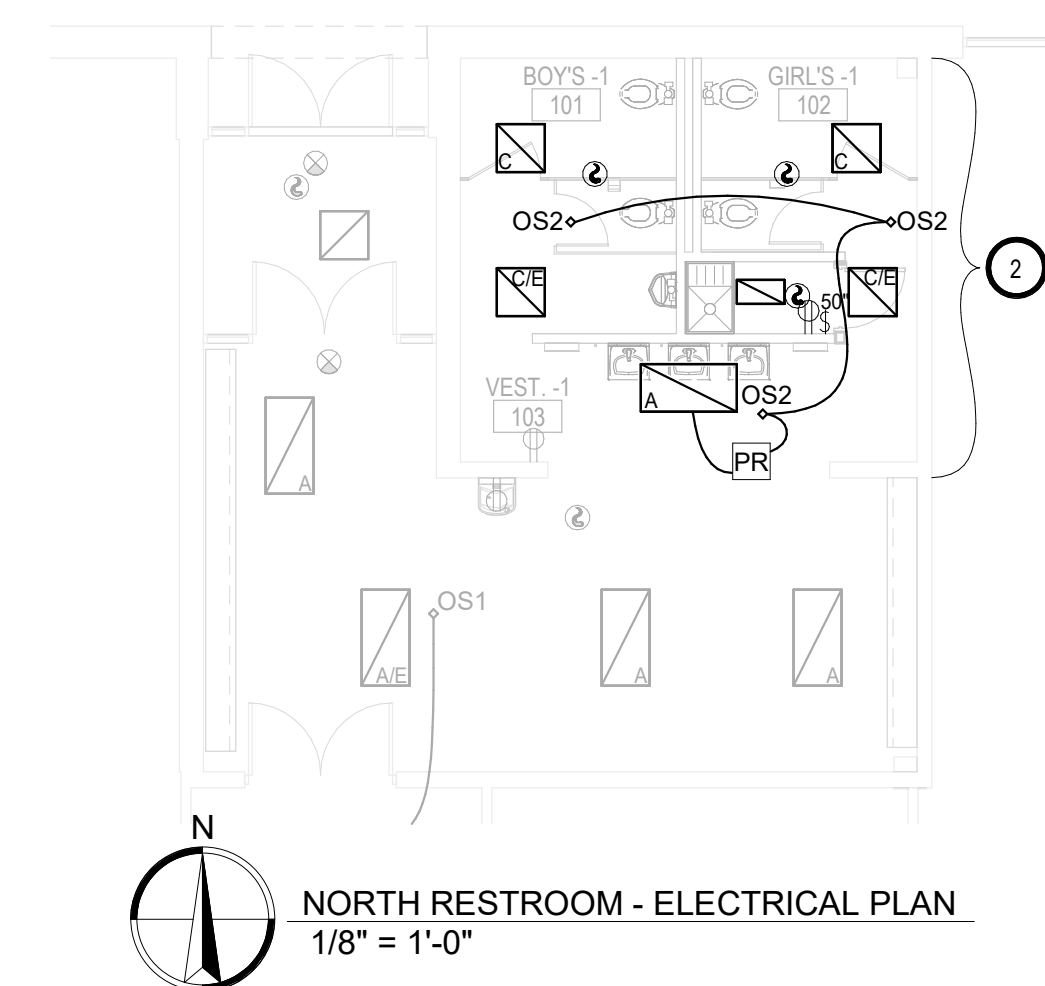 BOY'S -1
101
GIRL'S -1
102
C
C
OS2
OS2
2
C/E
C/E
50"
$
VEST. -1
103
A
OS2
PR
A
OS1
A/E
A
A
N
NORTH RESTROOM - ELECTRICAL PLAN
1/8" = 1'-0"